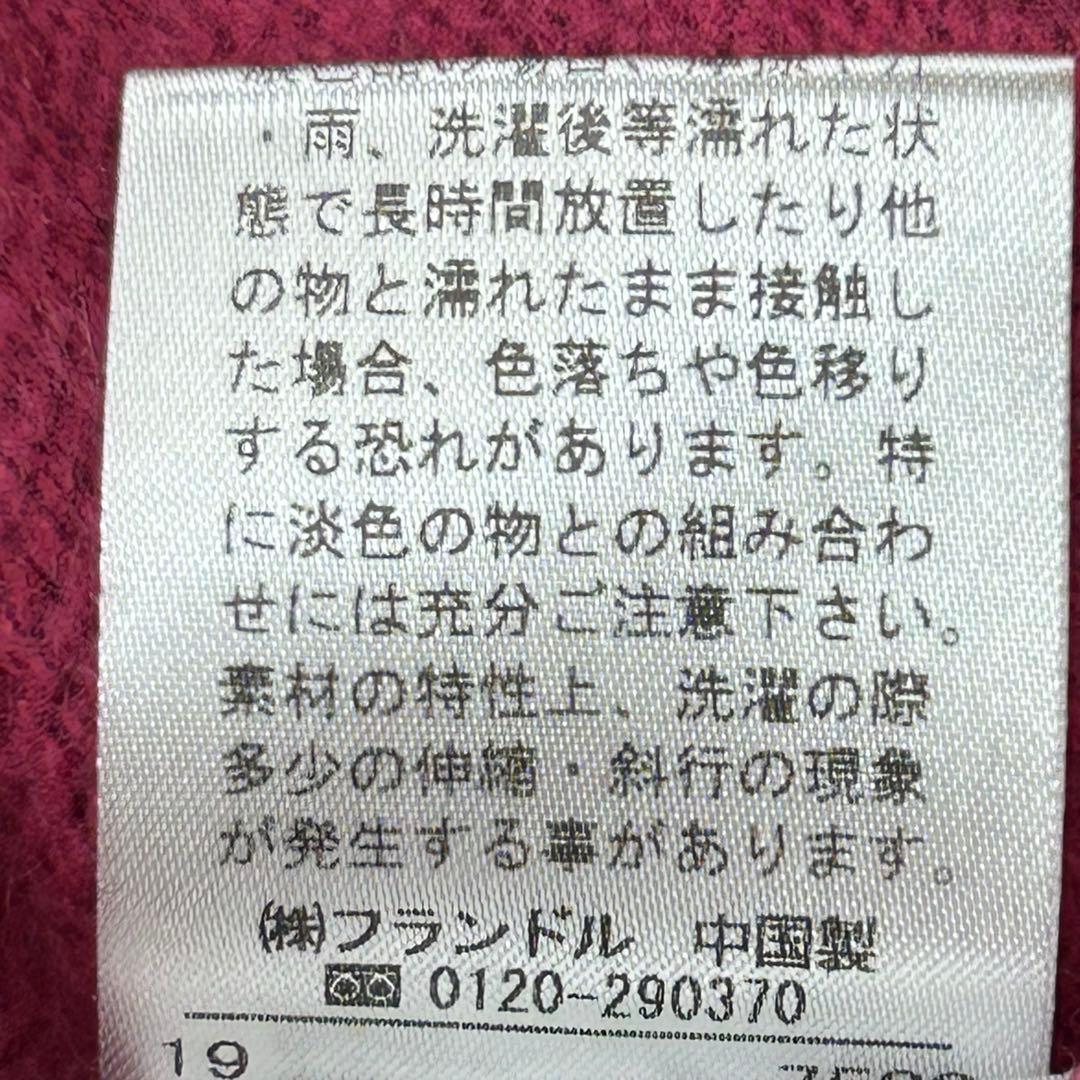 ・雨、洗濯後等濡れた状
態で長時間放置したり他
の物と濡れたまま接触し
た場合、色落ちや色移り
する恐れがあります。特
に淡色の物との組み合わ
せには充分ご注意下さい。
素材の特性上、洗濯の際
多少の伸縮・斜行の現象
が発生する事があります。
㈱フランドル 中国製
0120-290370
19